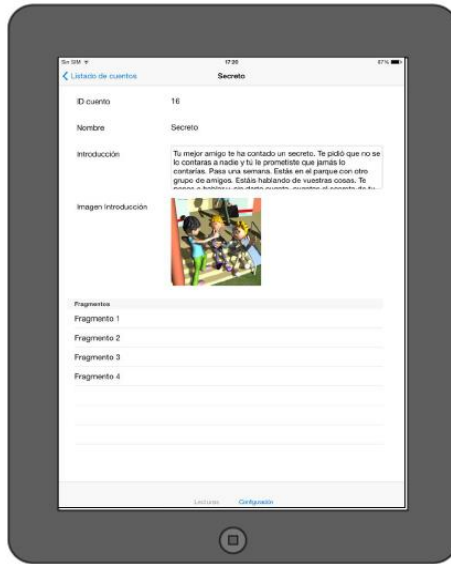 Sin SIM 17:20 87%
Listado de cuentos Secreto
ID cuento 16
Nombre Secreto
Introducción Tu mejor amigo te ha contado un secreto. Te pidió que no se
lo contaras a nadie y tú le prometiste que jamás lo
contarías. Pasa una semana. Estás en el parque con otro
grupo de amigos. Estáis hablando de vuestras cosas. Te
Imagen Introducción
Fragmentos
Fragmento 1
Fragmento 2
Fragmento 3
Fragmento 4
Lecturas Configuración